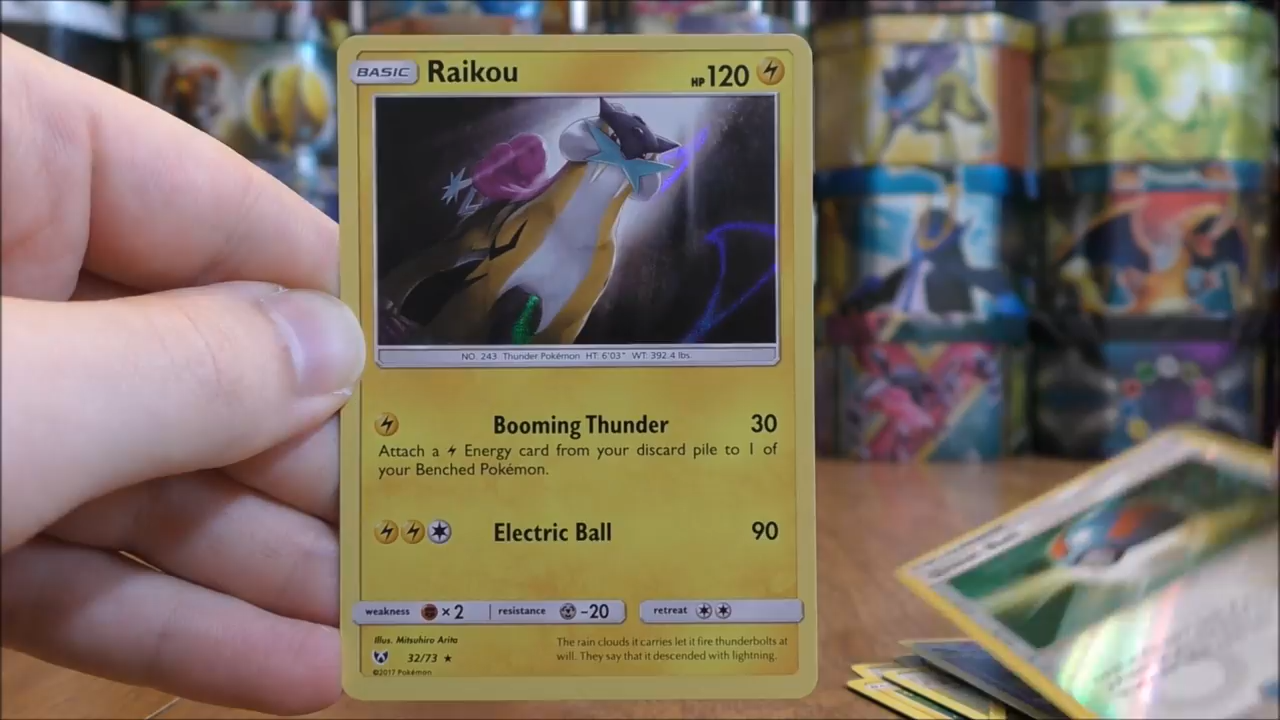 BASIC Raikou HP 120
NO. 243 Thunder Pokémon HT: 6'03" WT: 392.4 lbs.
Booming Thunder 30
Attach a Energy card from your discard pile to 1 of
your Benched Pokémon.
Electric Ball 90
weakness ×2 resistance -20 retreat
Illus. Mitsuhiro Arita
32/73
©2017 Pokémon
The rain clouds it carries let it fire thunderbolts at
will. They say that it descended with lightning.